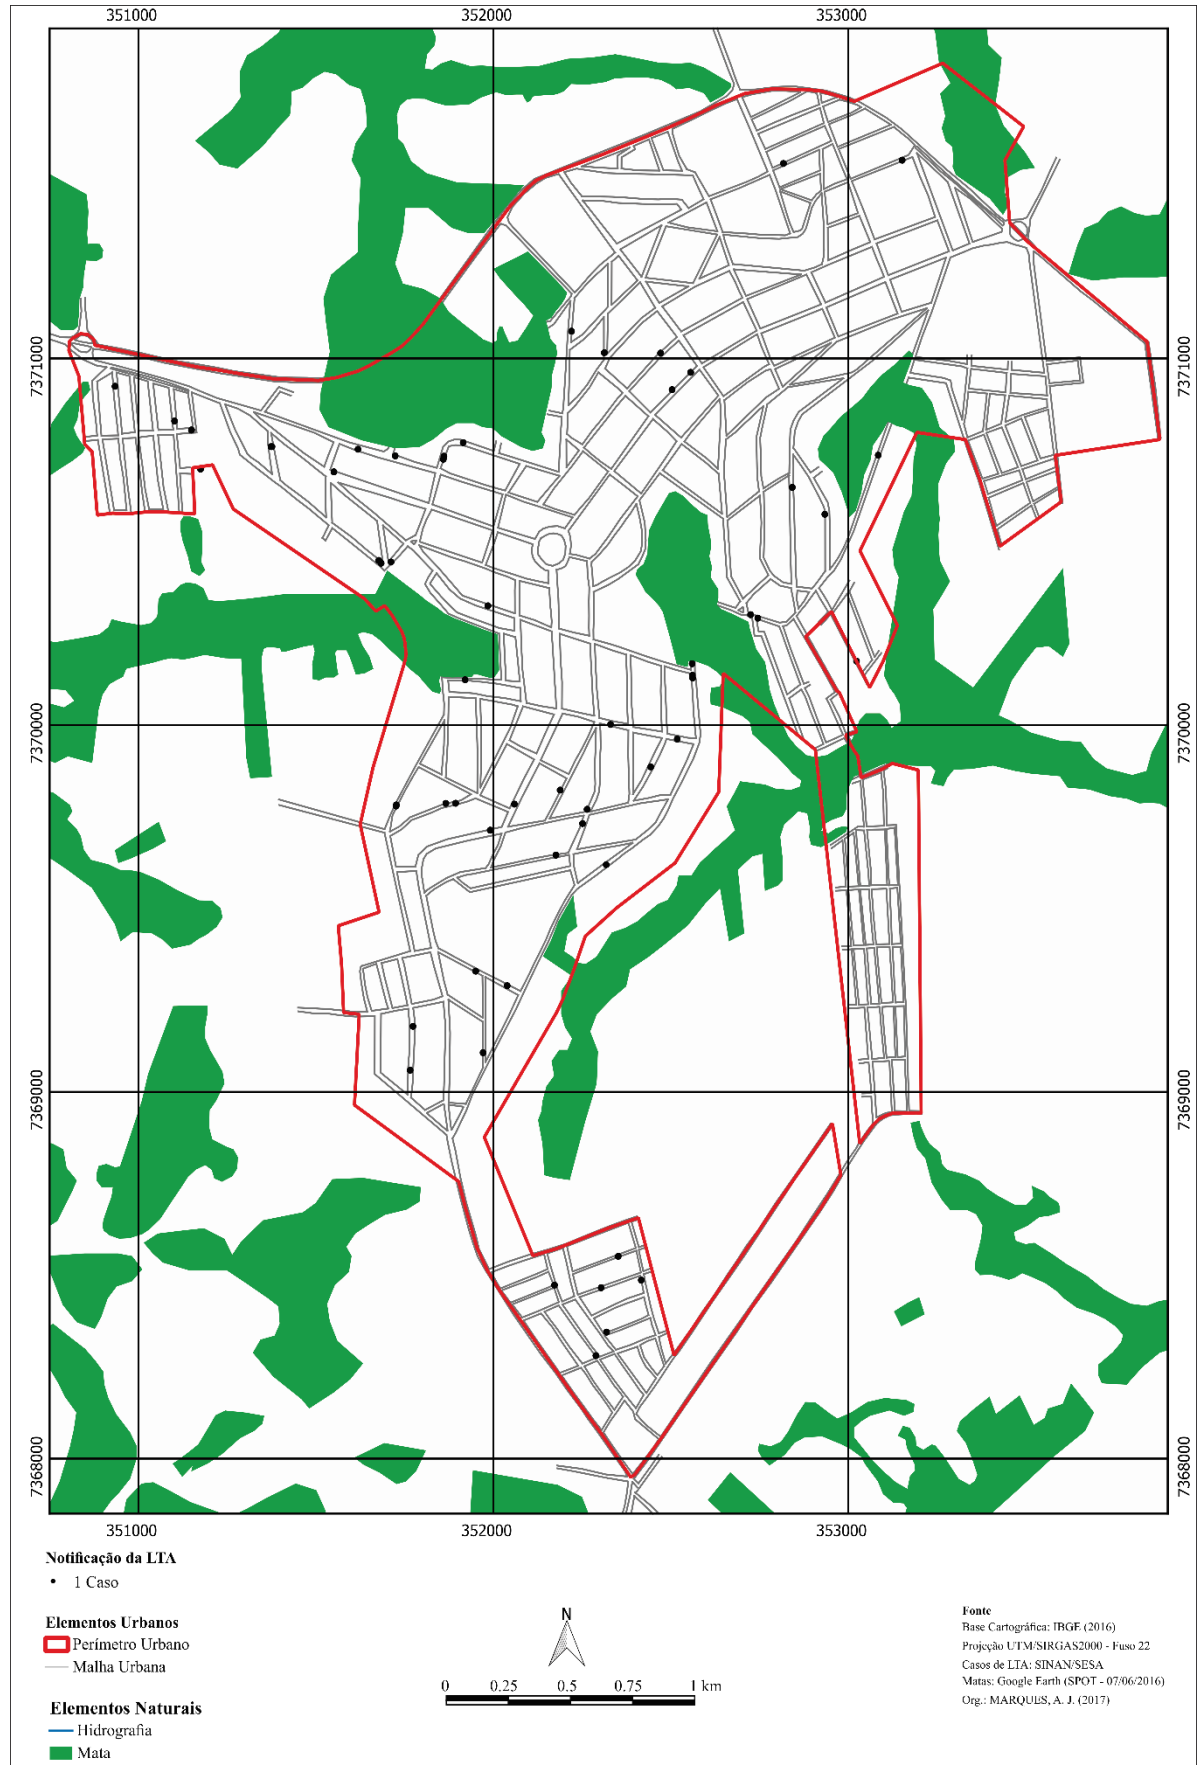 351000 352000 353000
7371000 7371000
7370000 7370000
7369000 7369000
7368000 7368000
351000 352000 353000
Notificação da LTA
1 Caso
Elementos Urbanos
Perímetro Urbano
Malha Urbana
Elementos Naturais
Hidrografia
Mata
N
0 0.25 0.5 0.75 1 km
Fonte
Base Cartográfica: IBGE (2016)
Projeção UTM/SIRGAS2000 - Fuso 22
Casos de LTA: SINAN/SESA
Matas: Google Earth (SPOT - 07/06/2016)
Org.: MARQUES, A. J. (2017)